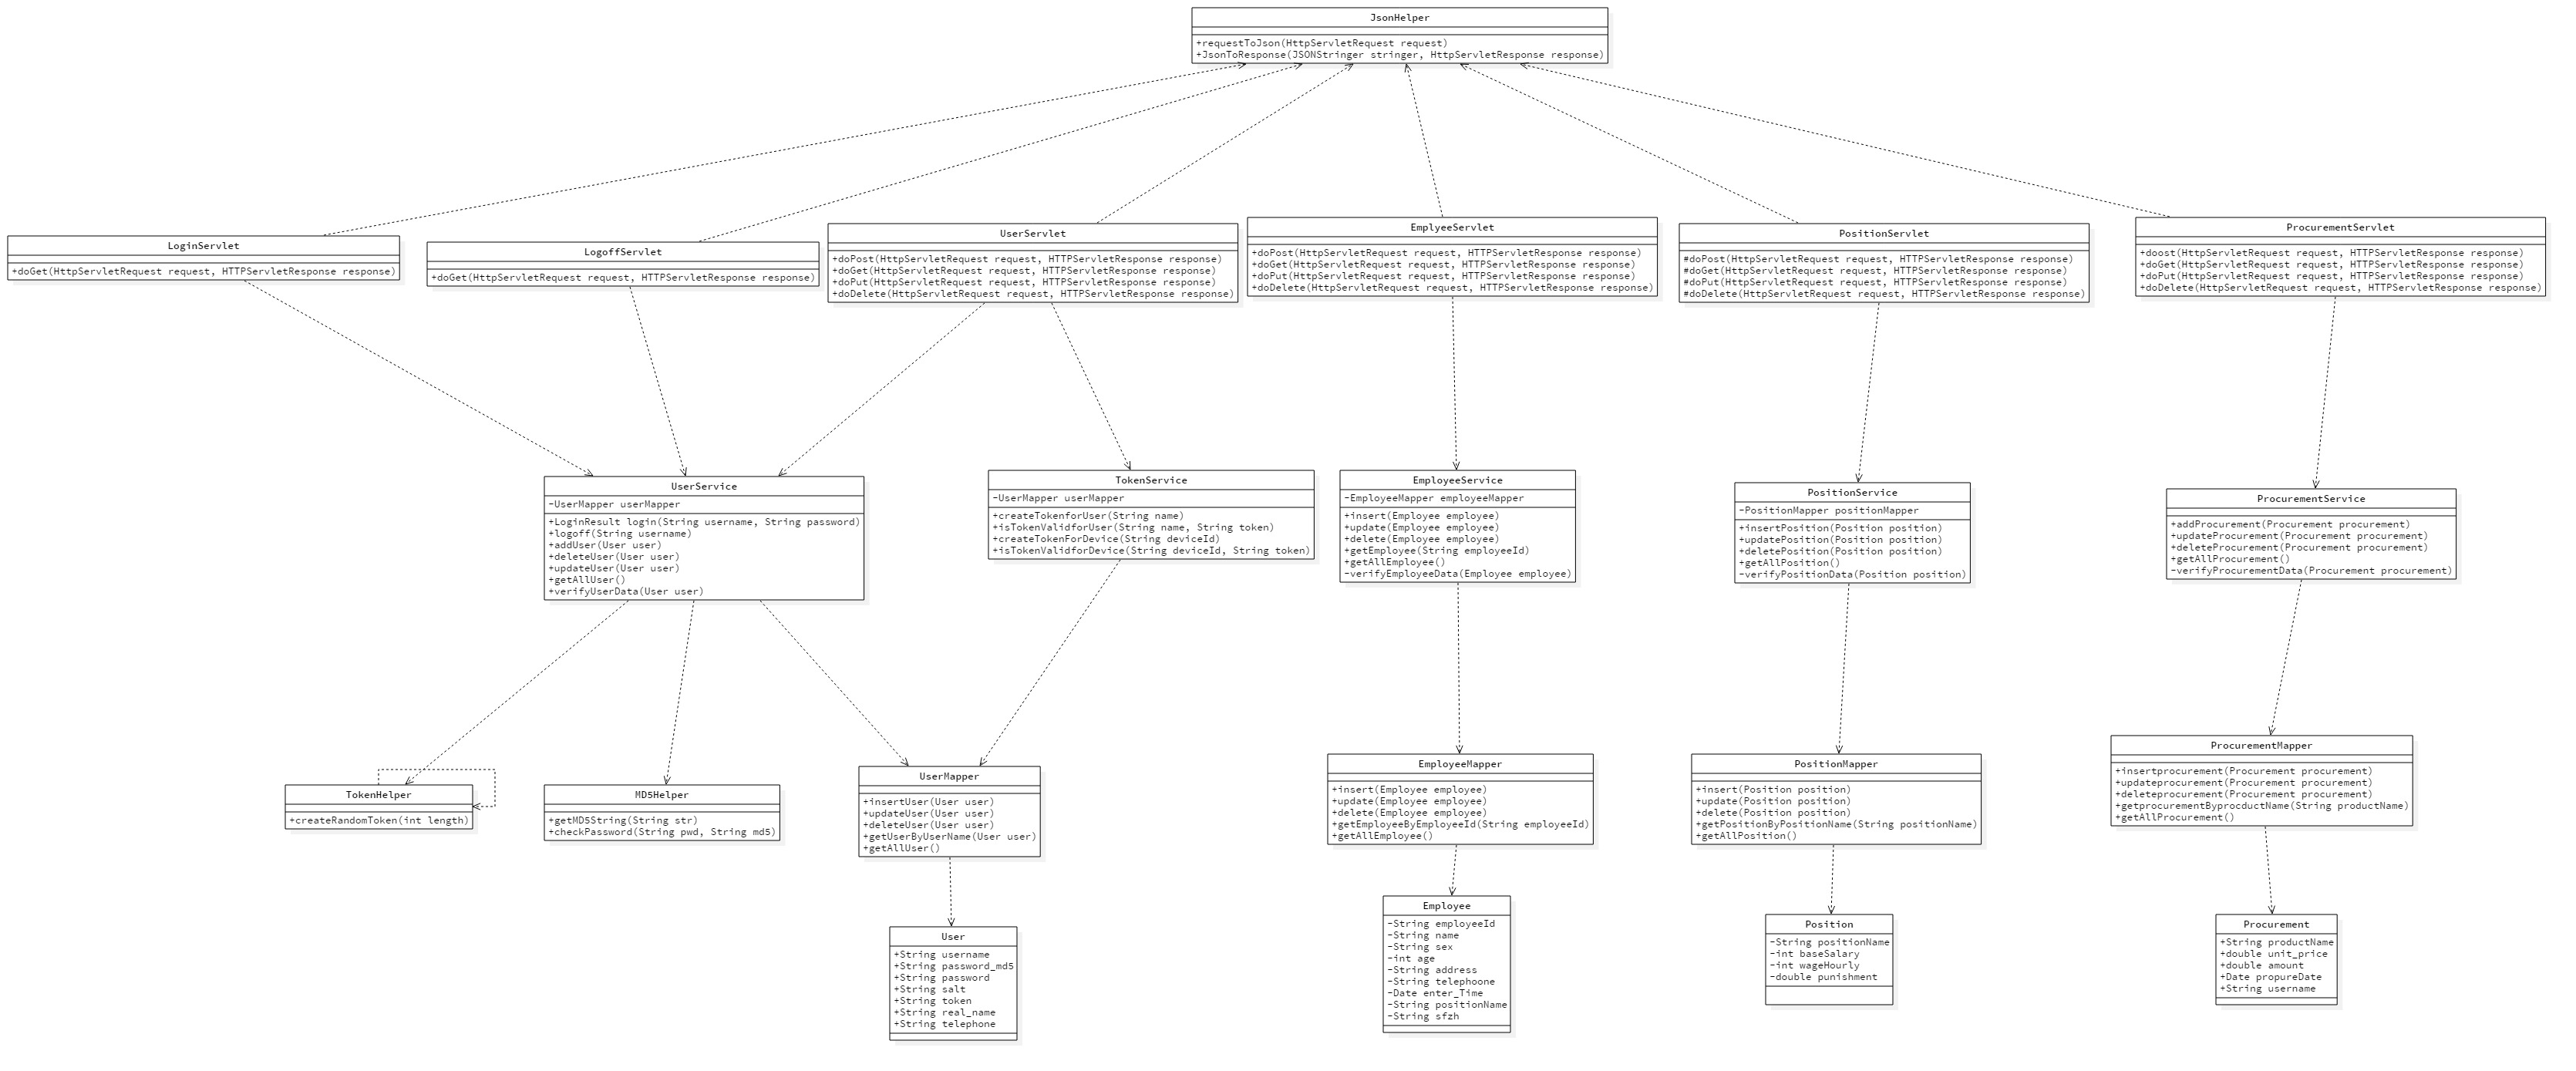 JsonHelper
+requestToJson(HttpServletRequest request)
+JsonToResponse(JSONStringer stringer, HttpServletResponse response)
LoginServlet
+doGet(HttpServletRequest request, HTTPServletResponse response)
LogoffServlet
+doGet(HttpServletRequest request, HTTPServletResponse response)
UserServlet
+doPost(HttpServletRequest request, HTTPServletResponse response)
+doGet(HttpServletRequest request, HTTPServletResponse response)
+doPut(HttpServletRequest request, HTTPServletResponse response)
+doDelete(HttpServletRequest request, HTTPServletResponse response)
EmplyeeServlet
+doPost(HttpServletRequest request, HTTPServletResponse response)
+doGet(HttpServletRequest request, HTTPServletResponse response)
+doPut(HttpServletRequest request, HTTPServletResponse response)
+doDelete(HttpServletRequest request, HTTPServletResponse response)
PositionServlet
#doPost(HttpServletRequest request, HTTPServletResponse response)
#doGet(HttpServletRequest request, HTTPServletResponse response)
#doPut(HttpServletRequest request, HTTPServletResponse response)
#doDelete(HttpServletRequest request, HTTPServletResponse response)
ProcurementServlet
+doost(HttpServletRequest request, HTTPServletResponse response)
+doGet(HttpServletRequest request, HTTPServletResponse response)
+doPut(HttpServletRequest request, HTTPServletResponse response)
+doDelete(HttpServletRequest request, HTTPServletResponse response)
UserService
-UserMapper userMapper
+LoginResult login(String username, String password)
+logoff(String username)
+addUser(User user)
+deleteUser(User user)
+updateUser(User user)
+getAllUser()
+verifyUserData(User user)
TokenService
-UserMapper userMapper
+createTokenforUser(String name)
+isTokenValidforUser(String name, String token)
+createTokenForDevice(String deviceId)
+isTokenValidforDevice(String deviceId, String token)
EmployeeService
-EmployeeMapper employeeMapper
+insert(Employee employee)
+update(Employee employee)
+delete(Employee employee)
+getEmployee(String employeeId)
+getAllEmployee()
-verifyEmployeeData(Employee employee)
PositionService
-PositionMapper positionMapper
+insertPosition(Position position)
+updatePosition(Position position)
+deletePosition(Position position)
+getAllPosition()
-verifyPositionData(Position position)
ProcurementService
+addProcurement(Procurement procurement)
+updateProcurement(Procurement procurement)
+deleteProcurement(Procurement procurement)
+getAllProcurement()
-verifyProcurementData(Procurement procurement)
TokenHelper
+createRandomToken(int length)
MD5Helper
+getMD5String(String str)
+checkPassword(String pwd, String md5)
UserMapper
+insertUser(User user)
+updateUser(User user)
+deleteUser(User user)
+getUserByUserName(User user)
+getAllUser()
EmployeeMapper
+insert(Employee employee)
+update(Employee employee)
+delete(Employee employee)
+getEmployeeByEmployeeId(String employeeId)
+getAllEmployee()
PositionMapper
+insert(Position position)
+update(Position position)
+delete(Position position)
+getPositionByPositionName(String positionName)
+getAllPosition()
ProcurementMapper
+insertprocurement(Procurement procurement)
+updateprocurement(Procurement procurement)
+deleteprocurement(Procurement procurement)
+getprocurementByprocductName(String productName)
+getAllProcurement()
User
+String username
+String password_md5
+String password
+String salt
+String token
+String real_name
+String telephone
Employee
-String employeeId
-String name
-String sex
-int age
-String address
-String telephoone
-Date enter_Time
-String positionName
-String sfzh
Position
-String positionName
-int baseSalary
-int wageHourly
-double punishment
Procurement
+String productName
+double unit_price
+double amount
+Date propureDate
+String username